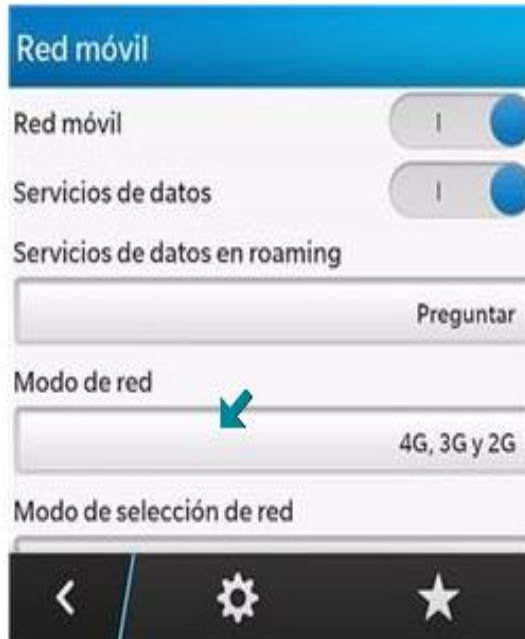 Red móvil
Red móvil
Servicios de datos
Servicios de datos en roaming
Preguntar
Modo de red
4G, 3G y 2G
Modo de selección de red